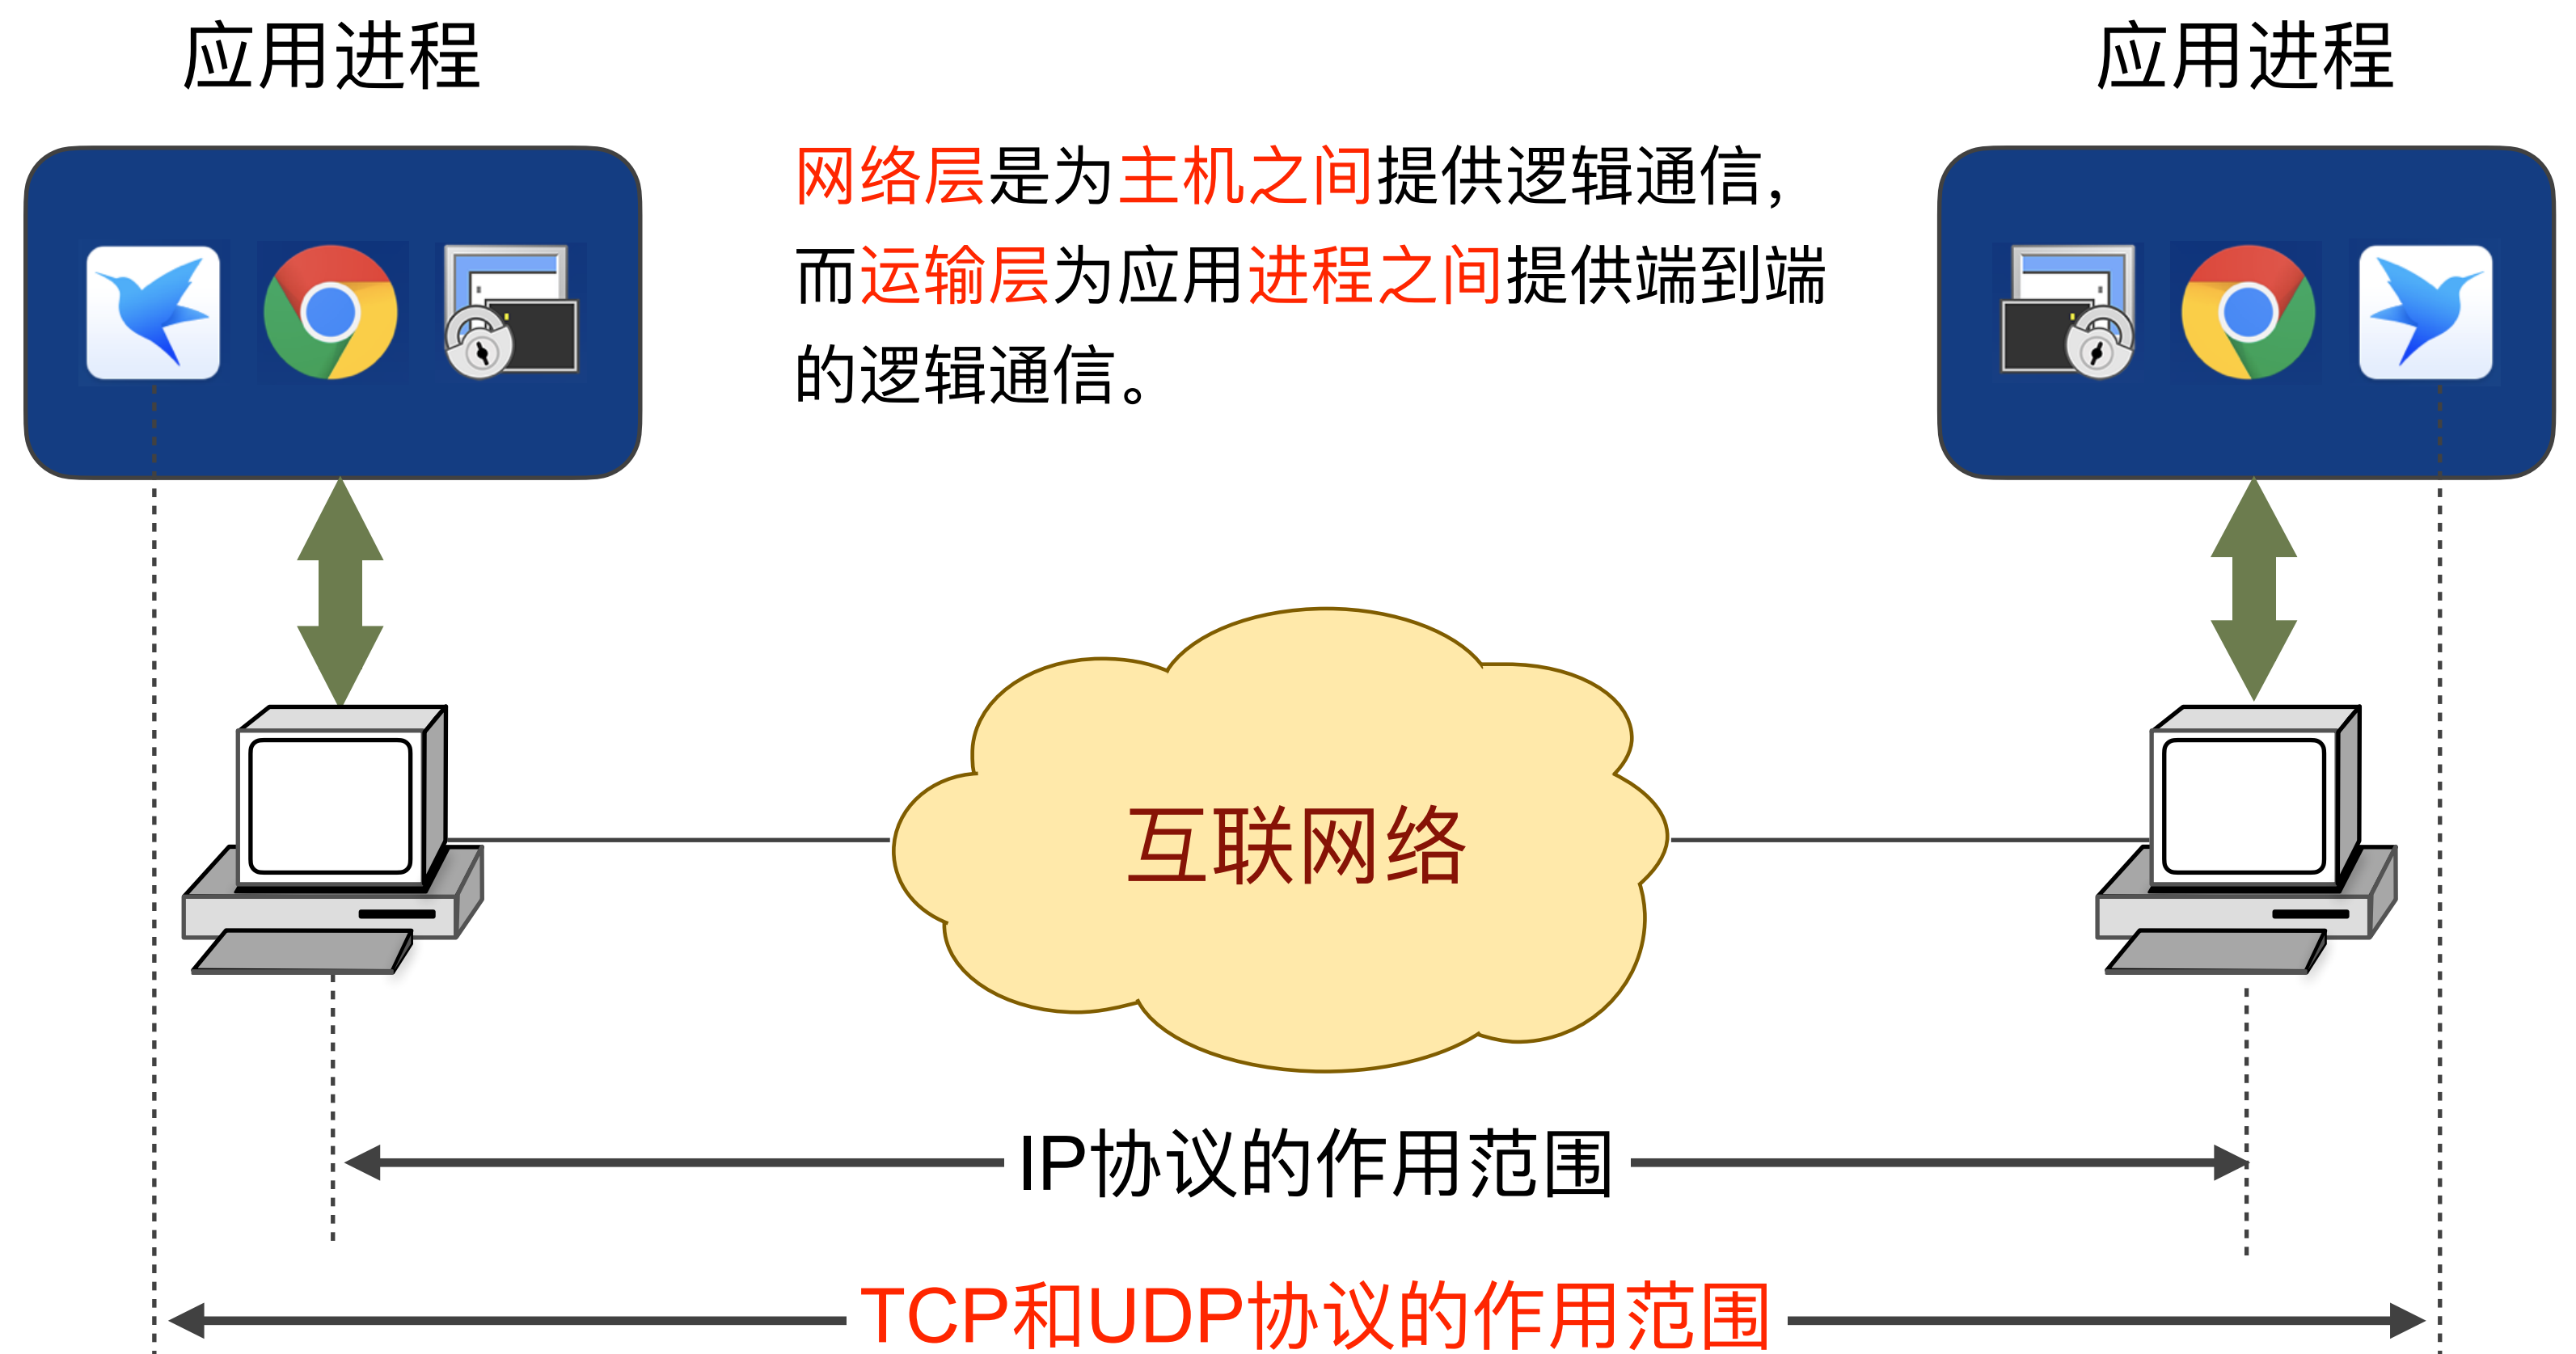 应用进程
应用进程
网络层是为主机之间提供逻辑通信，
而运输层为应用进程之间提供端到端
的逻辑通信。
互联网络
IP协议的作用范围
TCP和UDP协议的作用范围